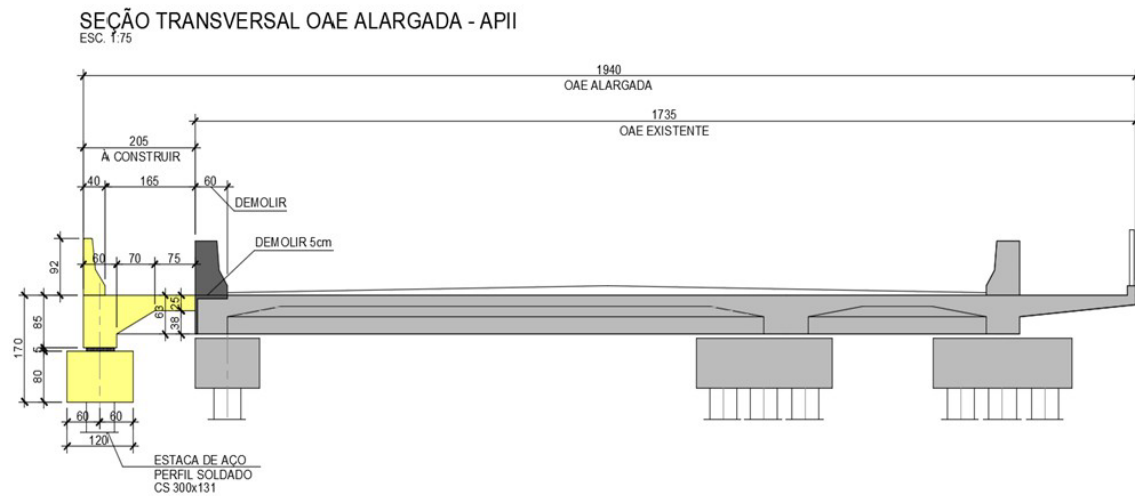 SEÇÃO TRANSVERSAL OAE ALARGADA - APII
ESC. 1:75
1940
OAE ALARGADA
1735
OAE EXISTENTE
205
À CONSTRUIR
40
165
60
DEMOLIR
DEMOLIR 5cm
60
70
75
92
25
63
38
85
5
170
80
60
60
120
ESTACA DE AÇO
PERFIL SOLDADO
CS 300x131